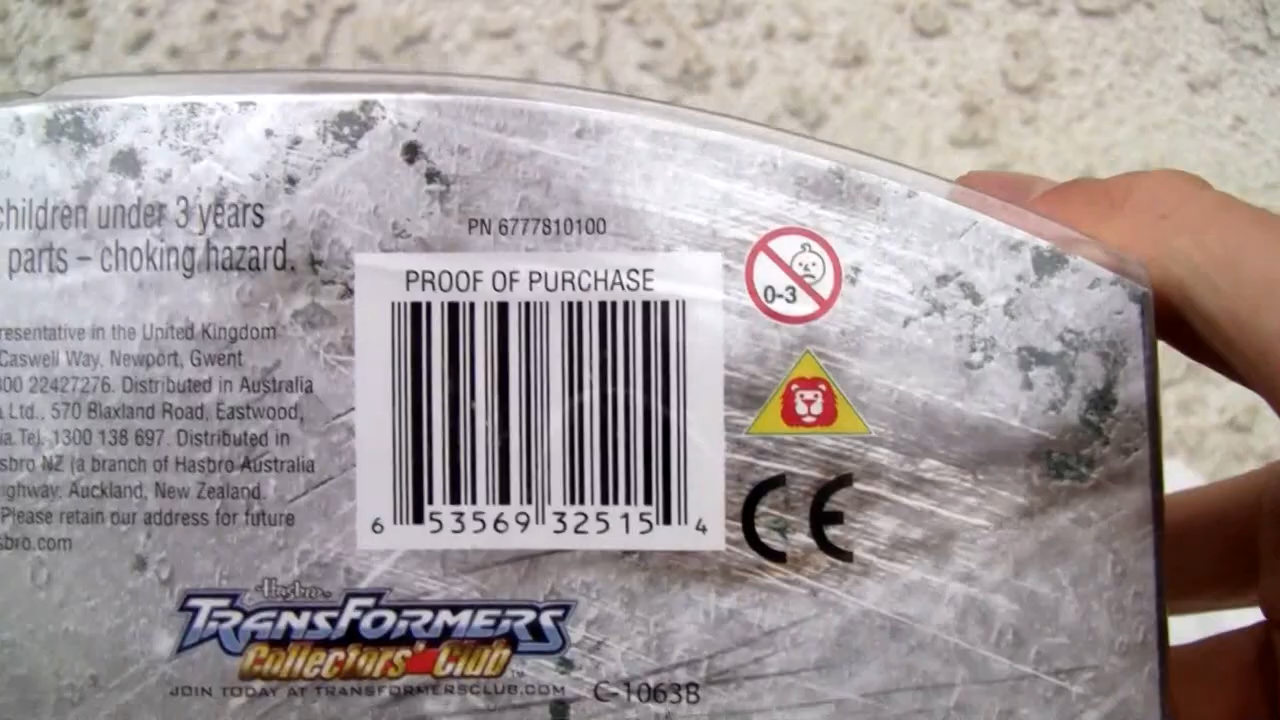 children under 3 years
parts – choking hazard.
PN 6777810100
PROOF OF PURCHASE
6 53569 32515 4
0-3
resentative in the United Kingdom
Caswell Way, Newport, Gwent
00 22427276. Distributed in Australia
Ltd., 570 Blaxland Road, Eastwood,
ia. Tel. 1300 138 697. Distributed in
sbro NZ (a branch of Hasbro Australia
ighway, Auckland, New Zealand.
Please retain our address for future
sbro.com
CE
Hasbro
TRANSFORMERS
Collectors' Club™
JOIN TODAY AT TRANSFORMERSCLUB.COM
C-1063B